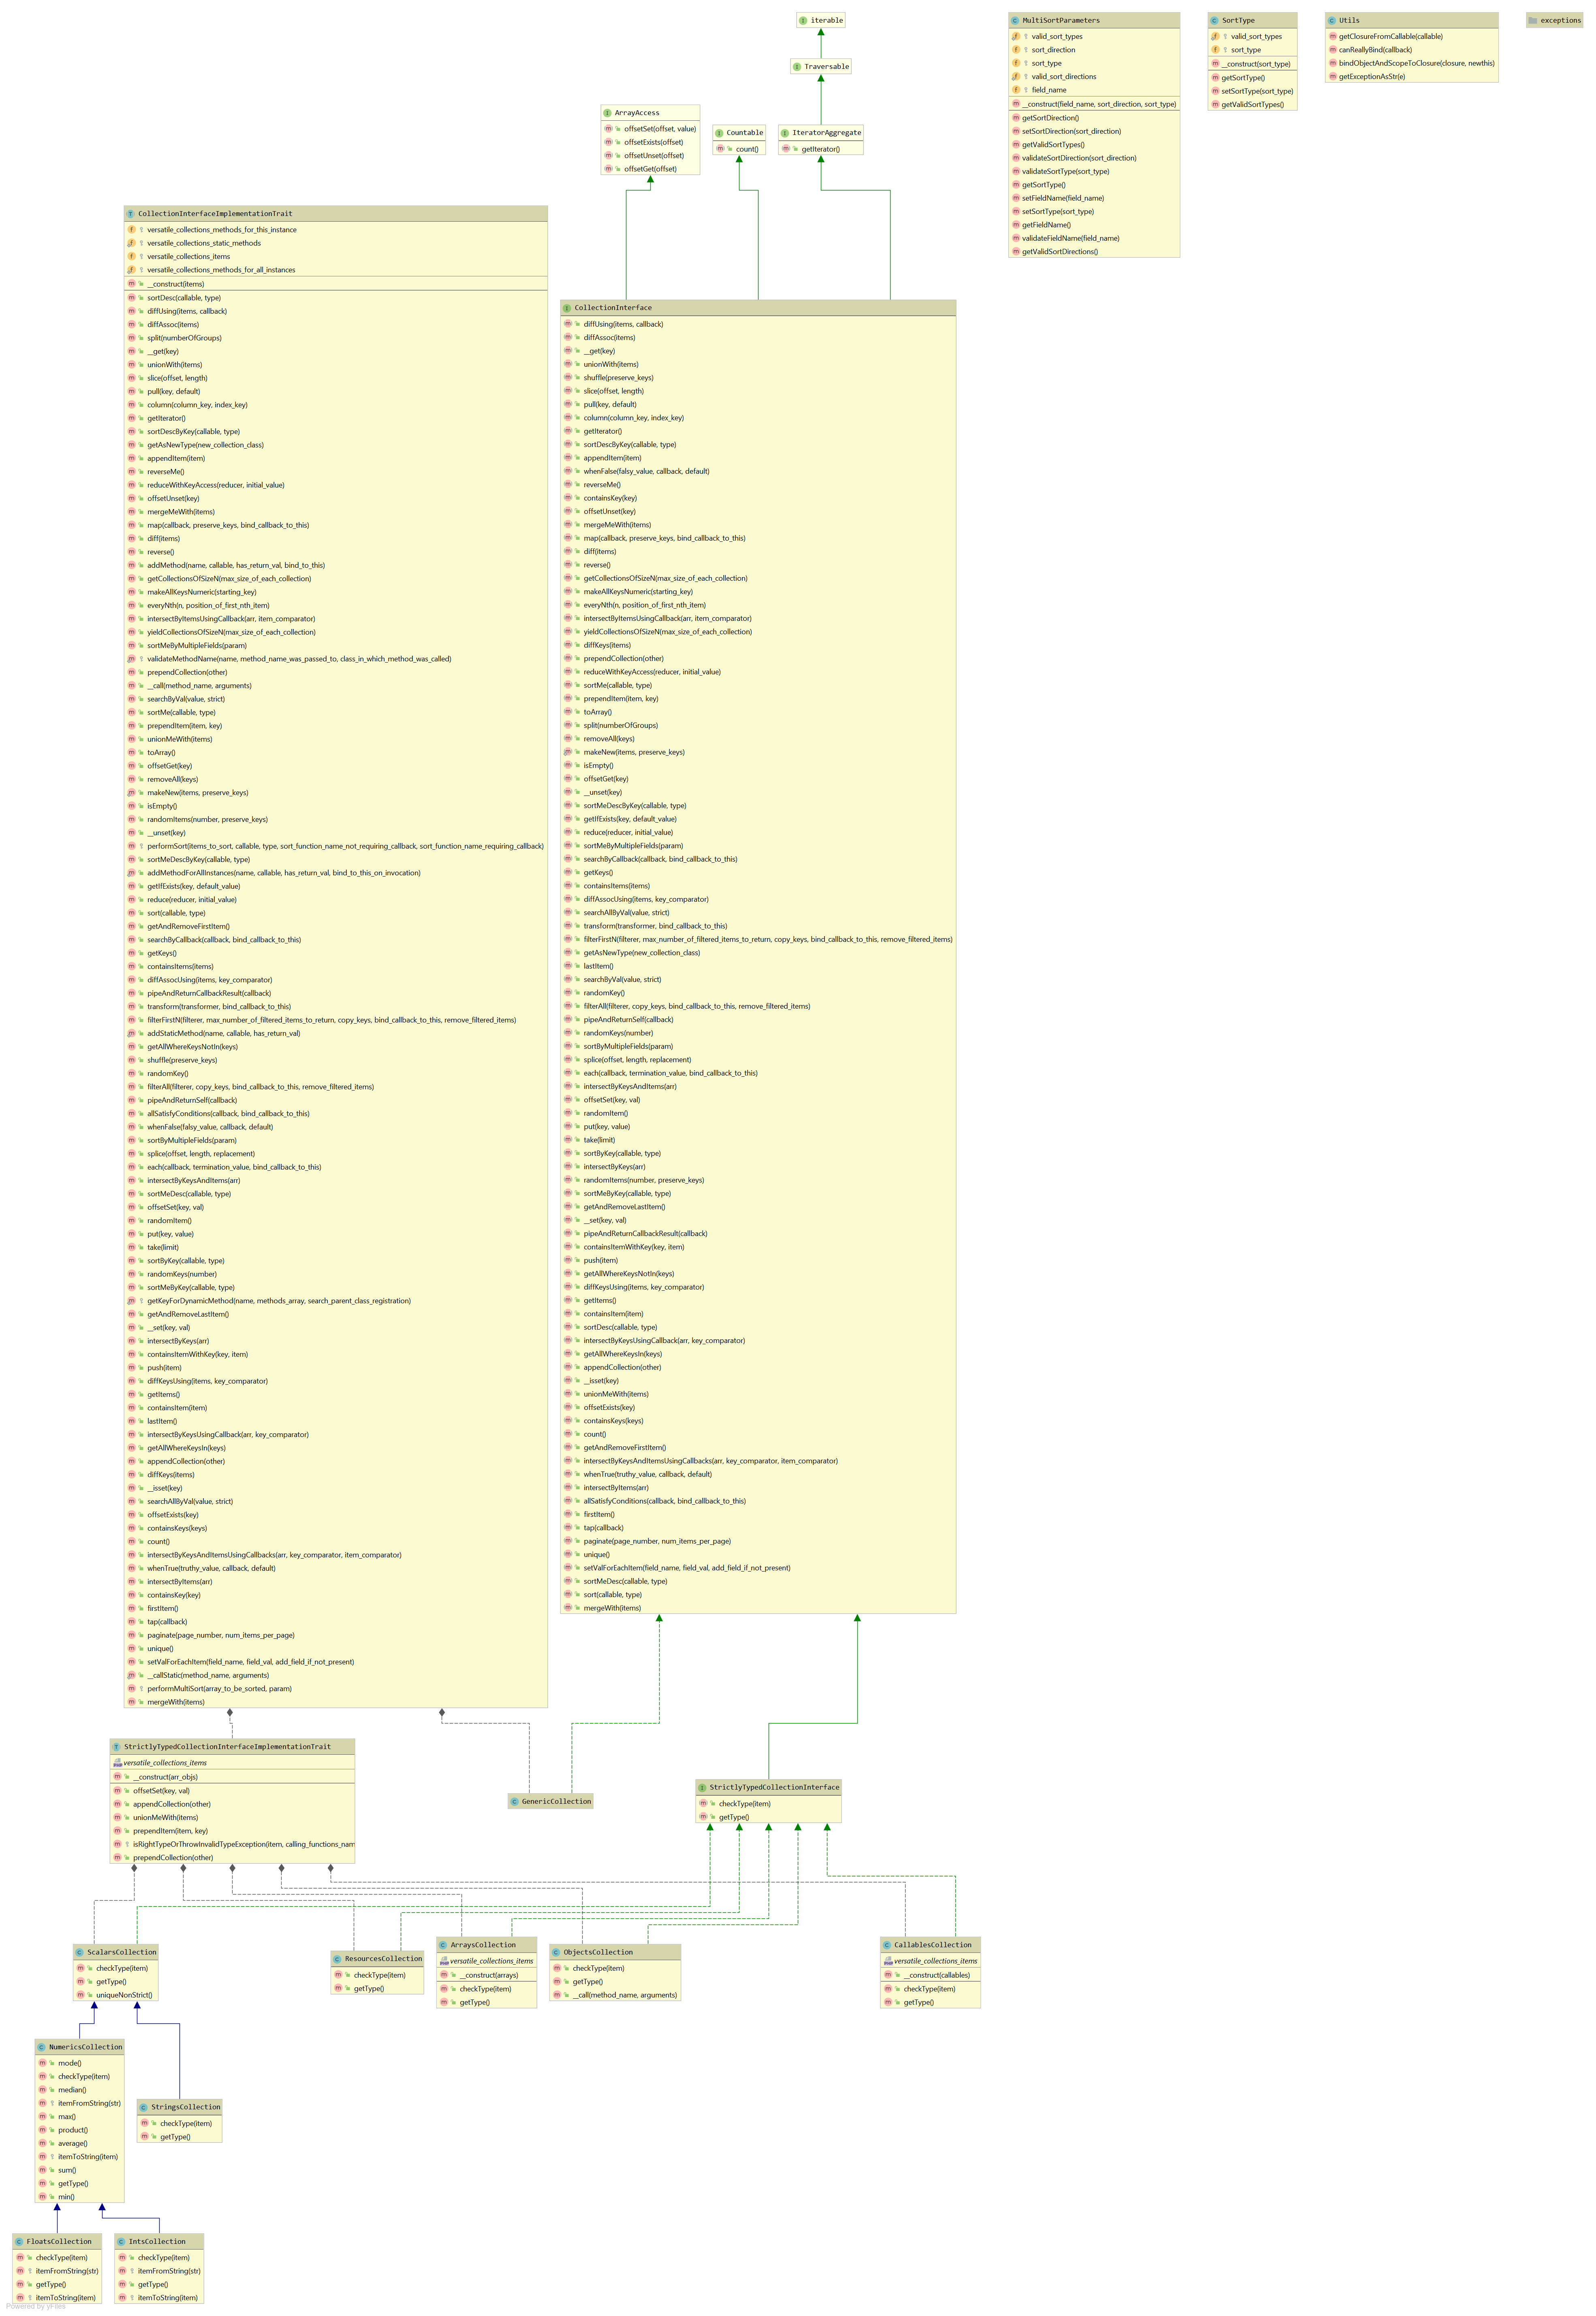 iterable
Traversable
ArrayAccess
offsetSet(offset, value)
offsetExists(offset)
offsetUnset(offset)
offsetGet(offset)
Countable
count()
IteratorAggregate
getIterator()
MultiSortParameters
valid_sort_types
sort_direction
sort_type
valid_sort_directions
field_name
__construct(field_name, sort_direction, sort_type)
getSortDirection()
setSortDirection(sort_direction)
getValidSortTypes()
validateSortDirection(sort_direction)
validateSortType(sort_type)
getSortType()
setFieldName(field_name)
setSortType(sort_type)
getFieldName()
validateFieldName(field_name)
getValidSortDirections()
SortType
valid_sort_types
sort_type
__construct(sort_type)
getSortType()
setSortType(sort_type)
getValidSortTypes()
Utils
getClosureFromCallable(callable)
canReallyBind(callback)
bindObjectAndScopeToClosure(closure, newthis)
getExceptionAsStr(e)
exceptions
CollectionInterfaceImplementationTrait
versatile_collections_methods_for_this_instance
versatile_collections_static_methods
versatile_collections_items
versatile_collections_methods_for_all_instances
__construct(items)
sortDesc(callable, type)
diffUsing(items, callback)
diffAssoc(items)
split(numberOfGroups)
__get(key)
unionWith(items)
slice(offset, length)
pull(key, default)
column(column_key, index_key)
getIterator()
sortDescByKey(callable, type)
getAsNewType(new_collection_class)
appendItem(item)
reverseMe()
reduceWithKeyAccess(reducer, initial_value)
offsetUnset(key)
mergeMeWith(items)
map(callback, preserve_keys, bind_callback_to_this)
diff(items)
reverse()
addMethod(name, callable, has_return_val, bind_to_this)
getCollectionsOfSizeN(max_size_of_each_collection)
makeAllKeysNumeric(starting_key)
everyNth(n, position_of_first_nth_item)
intersectByItemsUsingCallback(arr, item_comparator)
yieldCollectionsOfSizeN(max_size_of_each_collection)
sortMeByMultipleFields(param)
validateMethodName(name, method_name_was_passed_to, class_in_which_method_was_called)
prependCollection(other)
__call(method_name, arguments)
searchByVal(value, strict)
sortMe(callable, type)
prependItem(item, key)
unionMeWith(items)
toArray()
offsetGet(key)
removeAll(keys)
makeNew(items, preserve_keys)
isEmpty()
randomItems(number, preserve_keys)
__unset(key)
performSort(items_to_sort, callable, type, sort_function_name_not_requiring_callback, sort_function_name_requiring_callback)
sortMeDescByKey(callable, type)
addMethodForAllInstances(name, callable, has_return_val, bind_to_this_on_invocation)
getIfExists(key, default_value)
reduce(reducer, initial_value)
sort(callable, type)
getAndRemoveFirstItem()
searchByCallback(callback, bind_callback_to_this)
getKeys()
containsItems(items)
diffAssocUsing(items, key_comparator)
pipeAndReturnCallbackResult(callback)
transform(transformer, bind_callback_to_this)
filterFirstN(filterer, max_number_of_filtered_items_to_return, copy_keys, bind_callback_to_this, remove_filtered_items)
addStaticMethod(name, callable, has_return_val)
getAllWhereKeysNotIn(keys)
shuffle(preserve_keys)
randomKey()
filterAll(filterer, copy_keys, bind_callback_to_this, remove_filtered_items)
pipeAndReturnSelf(callback)
allSatisfyConditions(callback, bind_callback_to_this)
whenFalse(falsy_value, callback, default)
sortByMultipleFields(param)
splice(offset, length, replacement)
each(callback, termination_value, bind_callback_to_this)
intersectByKeysAndItems(arr)
sortMeDesc(callable, type)
offsetSet(key, val)
randomItem()
put(key, value)
take(limit)
sortByKey(callable, type)
randomKeys(number)
sortMeByKey(callable, type)
getKeyForDynamicMethod(name, methods_array, search_parent_class_registration)
getAndRemoveLastItem()
__set(key, val)
intersectByKeys(arr)
containsItemWithKey(key, item)
push(item)
diffKeysUsing(items, key_comparator)
getItems()
containsItem(item)
lastItem()
intersectByKeysUsingCallback(arr, key_comparator)
getAllWhereKeysIn(keys)
appendCollection(other)
diffKeys(items)
__isset(key)
searchAllByVal(value, strict)
offsetExists(key)
containsKeys(keys)
count()
intersectByKeysAndItemsUsingCallbacks(arr, key_comparator, item_comparator)
whenTrue(truthy_value, callback, default)
intersectByItems(arr)
containsKey(key)
firstItem()
tap(callback)
paginate(page_number, num_items_per_page)
unique()
setValForEachItem(field_name, field_val, add_field_if_not_present)
__callStatic(method_name, arguments)
performMultiSort(array_to_be_sorted, param)
mergeWith(items)
CollectionInterface
diffUsing(items, callback)
diffAssoc(items)
__get(key)
unionWith(items)
shuffle(preserve_keys)
slice(offset, length)
pull(key, default)
column(column_key, index_key)
getIterator()
sortDescByKey(callable, type)
appendItem(item)
whenFalse(falsy_value, callback, default)
reverseMe()
containsKey(key)
offsetUnset(key)
mergeMeWith(items)
map(callback, preserve_keys, bind_callback_to_this)
diff(items)
reverse()
getCollectionsOfSizeN(max_size_of_each_collection)
makeAllKeysNumeric(starting_key)
everyNth(n, position_of_first_nth_item)
intersectByItemsUsingCallback(arr, item_comparator)
yieldCollectionsOfSizeN(max_size_of_each_collection)
diffKeys(items)
prependCollection(other)
reduceWithKeyAccess(reducer, initial_value)
sortMe(callable, type)
prependItem(item, key)
toArray()
split(numberOfGroups)
removeAll(keys)
makeNew(items, preserve_keys)
isEmpty()
offsetGet(key)
__unset(key)
sortMeDescByKey(callable, type)
getIfExists(key, default_value)
reduce(reducer, initial_value)
sortMeByMultipleFields(param)
searchByCallback(callback, bind_callback_to_this)
getKeys()
containsItems(items)
diffAssocUsing(items, key_comparator)
searchAllByVal(value, strict)
transform(transformer, bind_callback_to_this)
filterFirstN(filterer, max_number_of_filtered_items_to_return, copy_keys, bind_callback_to_this, remove_filtered_items)
getAsNewType(new_collection_class)
lastItem()
searchByVal(value, strict)
randomKey()
filterAll(filterer, copy_keys, bind_callback_to_this, remove_filtered_items)
pipeAndReturnSelf(callback)
randomKeys(number)
sortByMultipleFields(param)
splice(offset, length, replacement)
each(callback, termination_value, bind_callback_to_this)
intersectByKeysAndItems(arr)
offsetSet(key, val)
randomItem()
put(key, value)
take(limit)
sortByKey(callable, type)
intersectByKeys(arr)
randomItems(number, preserve_keys)
sortMeByKey(callable, type)
getAndRemoveLastItem()
__set(key, val)
pipeAndReturnCallbackResult(callback)
containsItemWithKey(key, item)
push(item)
getAllWhereKeysNotIn(keys)
diffKeysUsing(items, key_comparator)
getItems()
containsItem(item)
sortDesc(callable, type)
intersectByKeysUsingCallback(arr, key_comparator)
getAllWhereKeysIn(keys)
appendCollection(other)
__isset(key)
unionMeWith(items)
offsetExists(key)
containsKeys(keys)
count()
getAndRemoveFirstItem()
intersectByKeysAndItemsUsingCallbacks(arr, key_comparator, item_comparator)
whenTrue(truthy_value, callback, default)
intersectByItems(arr)
allSatisfyConditions(callback, bind_callback_to_this)
firstItem()
tap(callback)
paginate(page_number, num_items_per_page)
unique()
setValForEachItem(field_name, field_val, add_field_if_not_present)
sortMeDesc(callable, type)
sort(callable, type)
mergeWith(items)
StrictlyTypedCollectionInterfaceImplementationTrait
versatile_collections_items
__construct(arr_objs)
offsetSet(key, val)
appendCollection(other)
unionMeWith(items)
prependItem(item, key)
isRightTypeOrThrowInvalidTypeException(item, calling_functions_nam
prependCollection(other)
GenericCollection
StrictlyTypedCollectionInterface
checkType(item)
getType()
ScalarsCollection
checkType(item)
getType()
uniqueNonStrict()
ResourcesCollection
checkType(item)
getType()
ArraysCollection
versatile_collections_items
__construct(arrays)
checkType(item)
getType()
ObjectsCollection
checkType(item)
getType()
__call(method_name, arguments)
CallablesCollection
versatile_collections_items
__construct(callables)
checkType(item)
getType()
NumericsCollection
mode()
checkType(item)
median()
itemFromString(str)
max()
product()
average()
itemToString(item)
sum()
getType()
min()
StringsCollection
checkType(item)
getType()
FloatsCollection
checkType(item)
itemFromString(str)
getType()
itemToString(item)
IntsCollection
checkType(item)
itemFromString(str)
getType()
itemToString(item)
Powered by yFiles